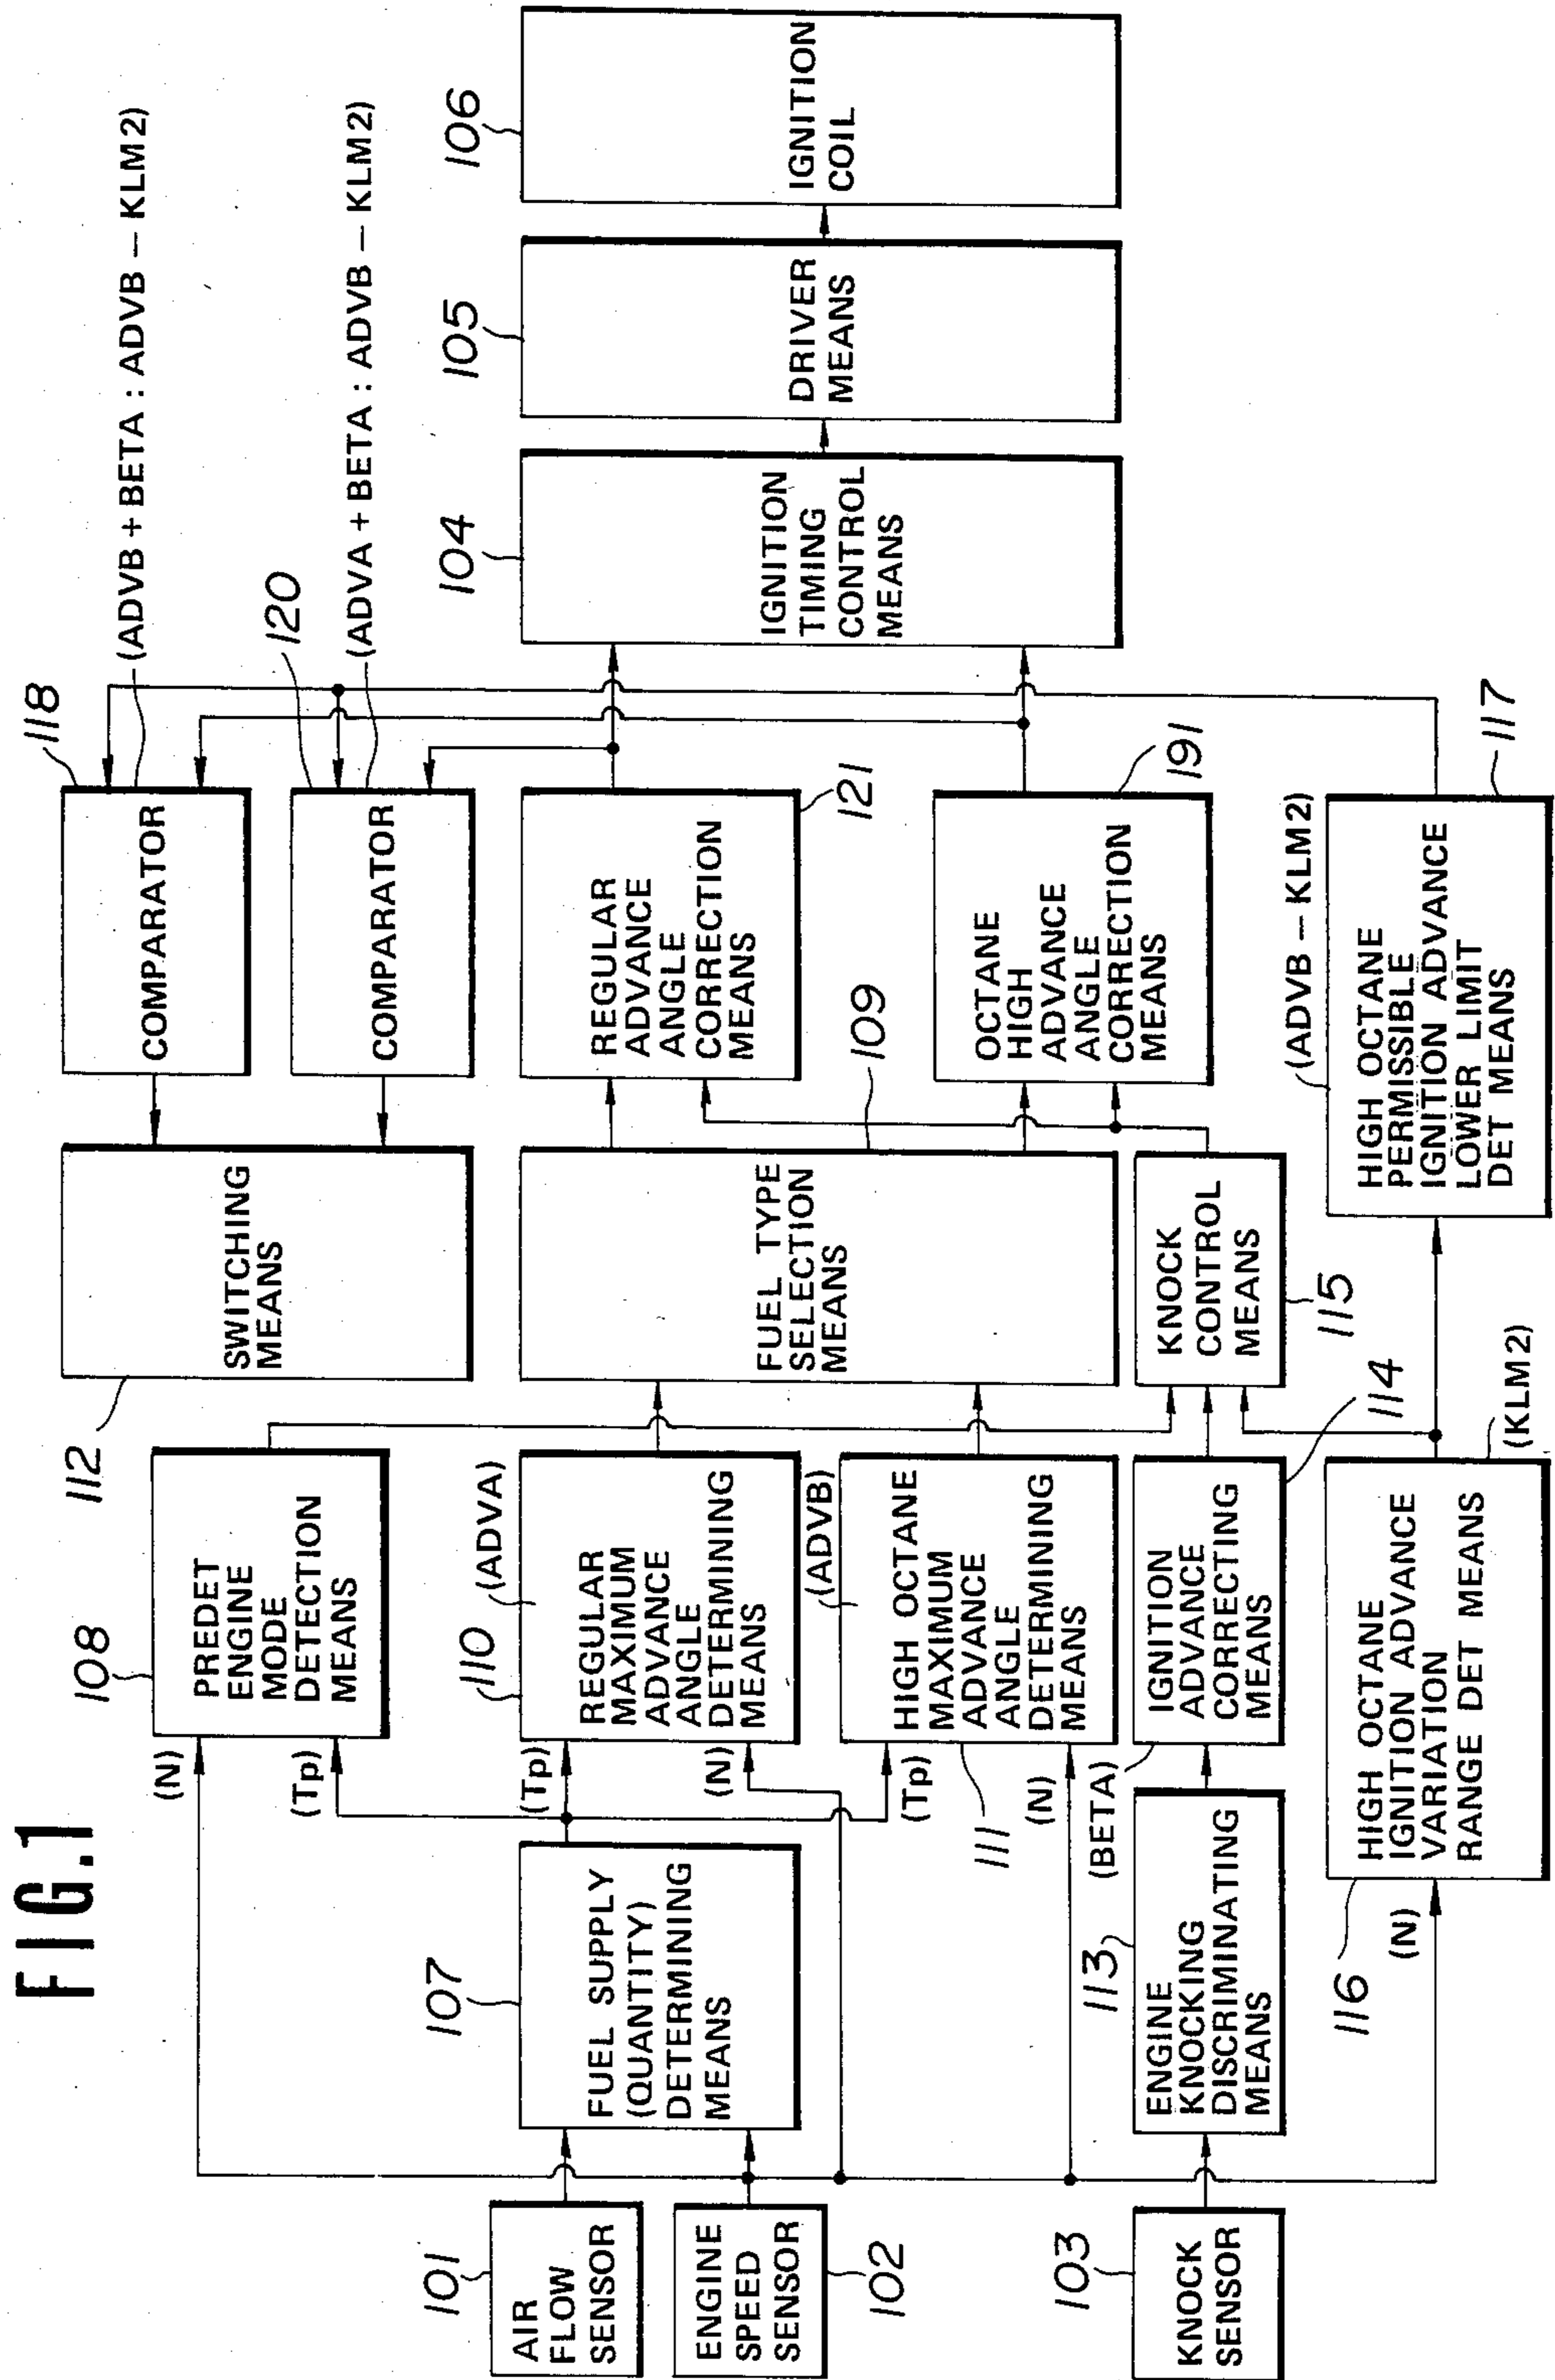 FIG.1
101
AIR
FLOW
SENSOR
ENGINE
SPEED
SENSOR
102
103
KNOCK
SENSOR
107
FUEL SUPPLY
(QUANTITY)
DETERMINING
MEANS
113
ENGINE
KNOCKING
DISCRIMINATING
MEANS
108
(N)
(Tp)
PREDET
ENGINE
MODE
DETECTION
MEANS
110
(ADVA)
(Tp)
(N)
REGULAR
MAXIMUM
ADVANCE
ANGLE
DETERMINING
MEANS
111
(ADVB)
(Tp)
(N)
HIGH OCTANE
MAXIMUM
ADVANCE
ANGLE
DETERMINING
MEANS
(BETA)
114
IGNITION
ADVANCE
CORRECTING
MEANS
116
(N)
HIGH OCTANE
IGNITION ADVANCE
VARIATION
RANGE DET MEANS
(KLM2)
112
SWITCHING
MEANS
109
FUEL TYPE
SELECTION
MEANS
KNOCK
CONTROL
MEANS
115
118
COMPARATOR
(ADVB+BETA : ADVB-KLM2)
120
COMPARATOR
(ADVA+BETA : ADVB-KLM2)
REGULAR
ADVANCE
ANGLE
CORRECTION
MEANS
121
OCTANE
HIGH
ADVANCE
ANGLE
CORRECTION
MEANS
191
(ADVB-KLM2)
HIGH OCTANE
PERMISSIBLE
IGNITION ADVANCE
LOWER LIMIT
DET MEANS
117
104
IGNITION
TIMING
CONTROL
MEANS
105
DRIVER
MEANS
106
IGNITION
COIL